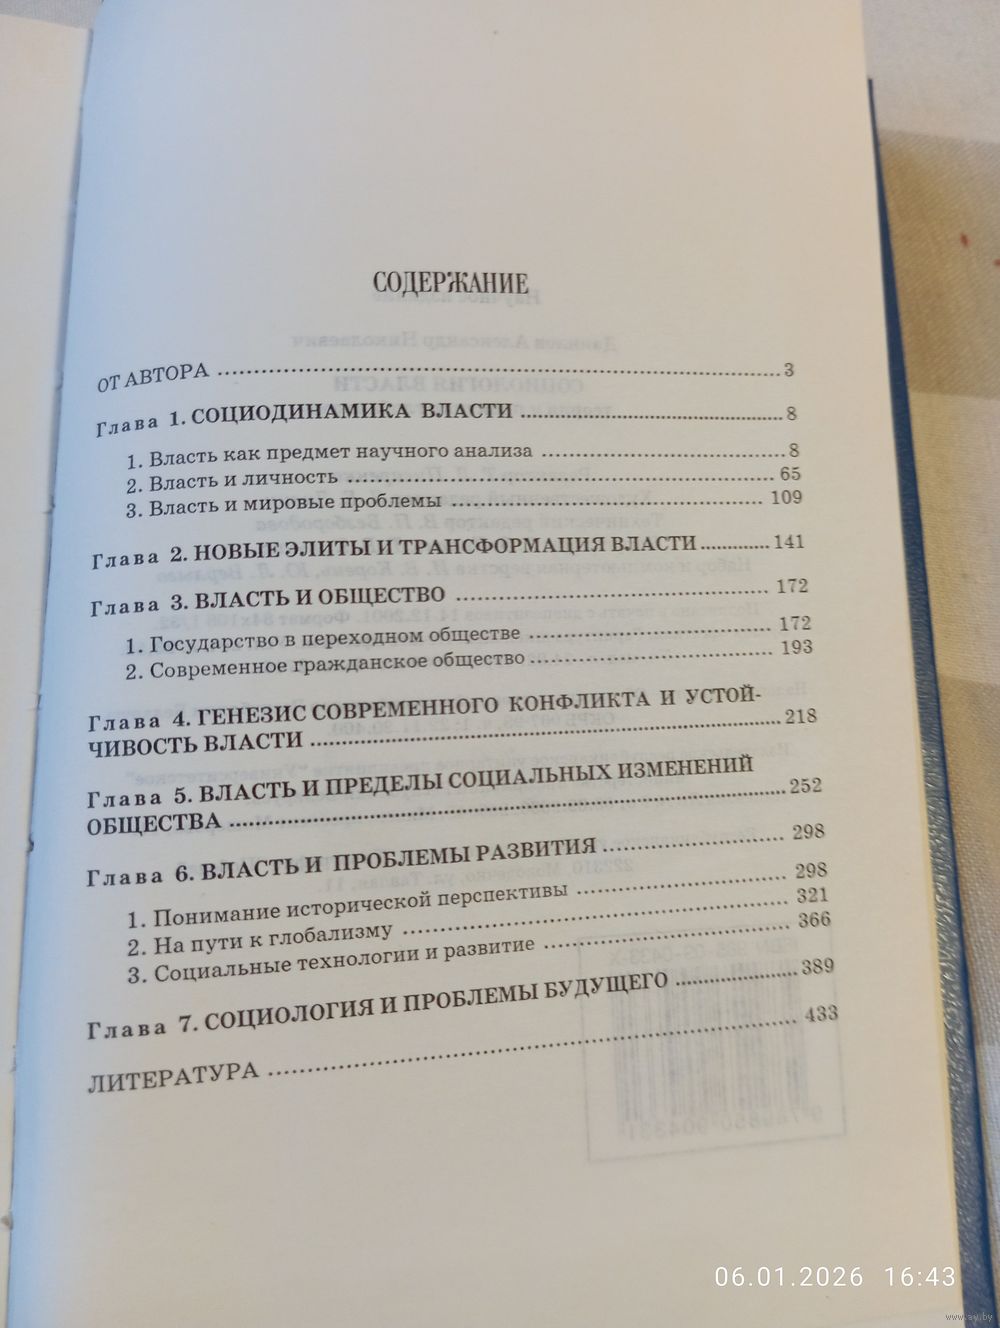 СОДЕРЖАНИЕ
ОТ АВТОРА ........ 3
Глава 1. СОЦИОДИНАМИКА ВЛАСТИ ........ 8
1. Власть как предмет научного анализа ........ 8
2. Власть и личность ........ 65
3. Власть и мировые проблемы ........ 109
Глава 2. НОВЫЕ ЭЛИТЫ И ТРАНСФОРМАЦИЯ ВЛАСТИ ........ 141
Глава 3. ВЛАСТЬ И ОБЩЕСТВО ........ 172
1. Государство в переходном обществе ........ 172
2. Современное гражданское общество ........ 193
Глава 4. ГЕНЕЗИС СОВРЕМЕННОГО КОНФЛИКТА И УСТОЙ-
ЧИВОСТЬ ВЛАСТИ ........ 218
Глава 5. ВЛАСТЬ И ПРЕДЕЛЫ СОЦИАЛЬНЫХ ИЗМЕНЕНИЙ
ОБЩЕСТВА ........ 252
Глава 6. ВЛАСТЬ И ПРОБЛЕМЫ РАЗВИТИЯ ........ 298
1. Понимание исторической перспективы ........ 298
2. На пути к глобализму ........ 321
3. Социальные технологии и развитие ........ 366
Глава 7. СОЦИОЛОГИЯ И ПРОБЛЕМЫ БУДУЩЕГО ........ 389
ЛИТЕРАТУРА ........ 433
06.01.2026 16:43
www.ay.by